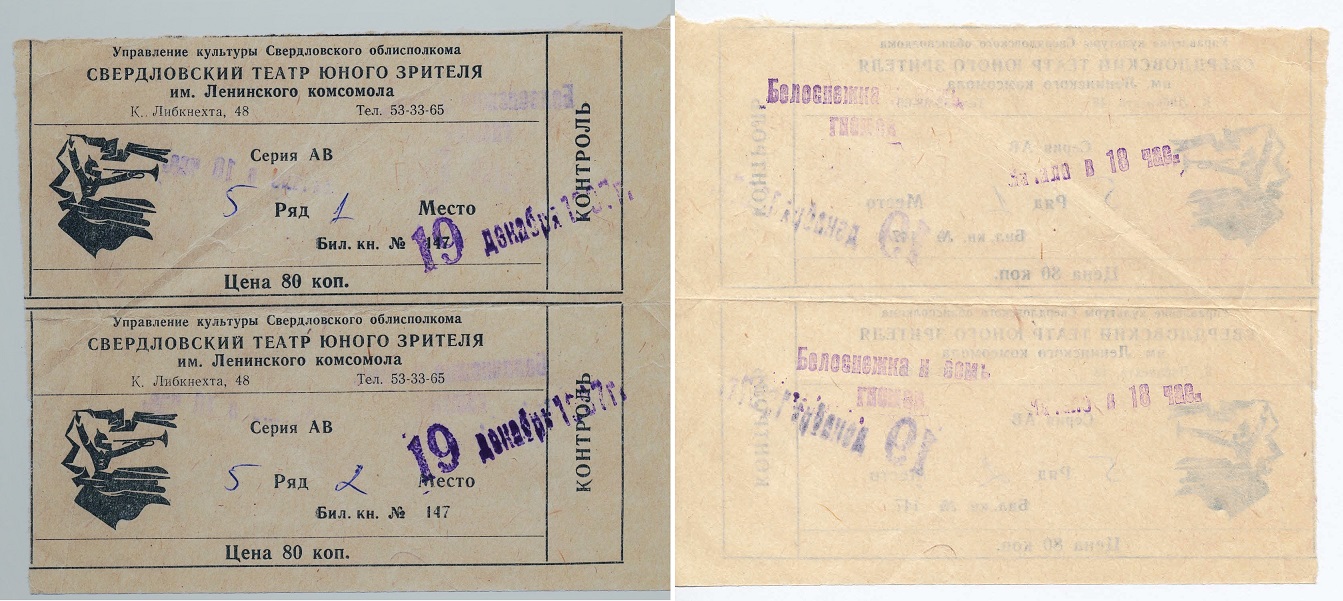 Управление культуры Свердловского облисполкома
СВЕРДЛОВСКИЙ ТЕАТР ЮНОГО ЗРИТЕЛЯ
им. Ленинского комсомола
К. Либкнехта, 48 Тел. 53-33-65
Серия АВ
5 Ряд 1 Место
Бил. кн. № 147
19 декабря
Цена 80 коп.
КОНТРОЛЬ
Управление культуры Свердловского облисполкома
СВЕРДЛОВСКИЙ ТЕАТР ЮНОГО ЗРИТЕЛЯ
им. Ленинского комсомола
К. Либкнехта, 48 Тел. 53-33-65
Серия АВ
19 декабря
5 Ряд 2 Место
Бил. кн. № 147
Цена 80 коп.
КОНТРОЛЬ
Белоснежка
гномов
в 18 час.
Белоснежка и семь
гномов
в 18 час.